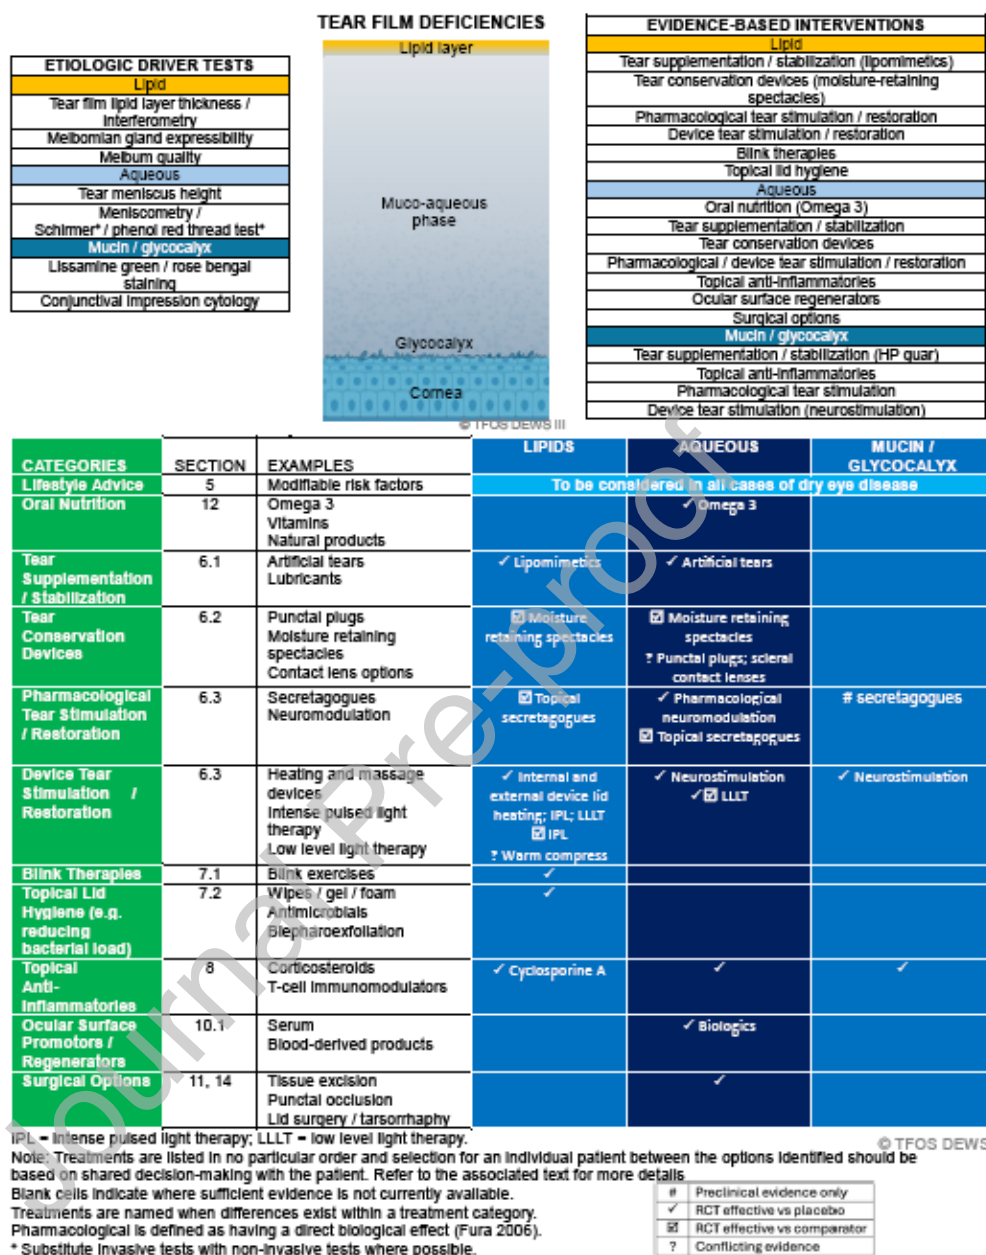 TEAR FILM DEFICIENCIES
Lipid layer
Muco-aqueous
phase
Glycocalyx
Cornea
© TFOS DEWS III
ETIOLOGIC DRIVER TESTS
Lipid
Tear film lipid layer thickness /
Interferometry
Meibomian gland expressibility
Meibum quality
Aqueous
Tear meniscus height
Meniscometry /
Schirmer* / phenol red thread test*
Mucin / glycocalyx
Lissamine green / rose bengal
staining
Conjunctival impression cytology
EVIDENCE-BASED INTERVENTIONS
Lipid
Tear supplementation / stabilization (lipomimetics)
Tear conservation devices (moisture-retaining
spectacles)
Pharmacological tear stimulation / restoration
Device tear stimulation / restoration
Blink therapies
Topical lid hygiene
Aqueous
Oral nutrition (Omega 3)
Tear supplementation / stabilization
Tear conservation devices
Pharmacological / device tear stimulation / restoration
Topical anti-inflammatories
Ocular surface regenerators
Surgical options
Mucin / glycocalyx
Tear supplementation / stabilization (HP guar)
Topical anti-inflammatories
Pharmacological tear stimulation
Device tear stimulation (neurostimulation)
CATEGORIES SECTION EXAMPLES LIPIDS AQUEOUS MUCIN /
GLYCOCALYX
Lifestyle Advice 5 Modifiable risk factors To be considered in all cases of dry eye disease
Oral Nutrition 12 Omega 3 ✓ Omega 3
Vitamins
Natural products
Tear 6.1 Artificial tears ✓ Lipomimetics ✓ Artificial tears
Supplementation Lubricants
/ Stabilization
Tear 6.2 Punctal plugs ☑ Moisture ☑ Moisture retaining
Conservation Moisture retaining retaining spectacles spectacles
Devices spectacles ? Punctal plugs; scleral
Contact lens options contact lenses
Pharmacological 6.3 Secretagogues ☑ Topical ✓ Pharmacological # secretagogues
Tear Stimulation Neuromodulation secretagogues neuromodulation
/ Restoration ☑ Topical secretagogues
Device Tear 6.3 Heating and massage ✓ Internal and ✓ Neurostimulation ✓ Neurostimulation
Stimulation / devices external device lid ✓☑ LLLT
Restoration Intense pulsed light heating; IPL; LLLT
therapy ☑ IPL
Low level light therapy ? Warm compress
Blink Therapies 7.1 Blink exercises ✓
Topical Lid 7.2 Wipes / gel / foam ✓
Hygiene (e.g. Antimicrobials
reducing Blepharoexfoliation
bacterial load)
Topical 8 Corticosteroids ✓ Cyclosporine A ✓ ✓
Anti- T-cell immunomodulators
Inflammatories
Ocular Surface 10.1 Serum ✓ Biologics
Promotors / Blood-derived products
Regenerators
Surgical Options 11, 14 Tissue excision ✓
Punctal occlusion
Lid surgery / tarsorrhaphy
IPL = Intense pulsed light therapy; LLLT = low level light therapy.
© TFOS DEWS
Note: Treatments are listed in no particular order and selection for an individual patient between the options identified should be
based on shared decision-making with the patient. Refer to the associated text for more details
Blank cells indicate where sufficient evidence is not currently available.
Treatments are named when differences exist within a treatment category.
Pharmacological is defined as having a direct biological effect (Fura 2006).
* Substitute invasive tests with non-invasive tests where possible.
# Preclinical evidence only
✓ RCT effective vs placebo
☑ RCT effective vs comparator
? Conflicting evidence
Journal Pre-proof